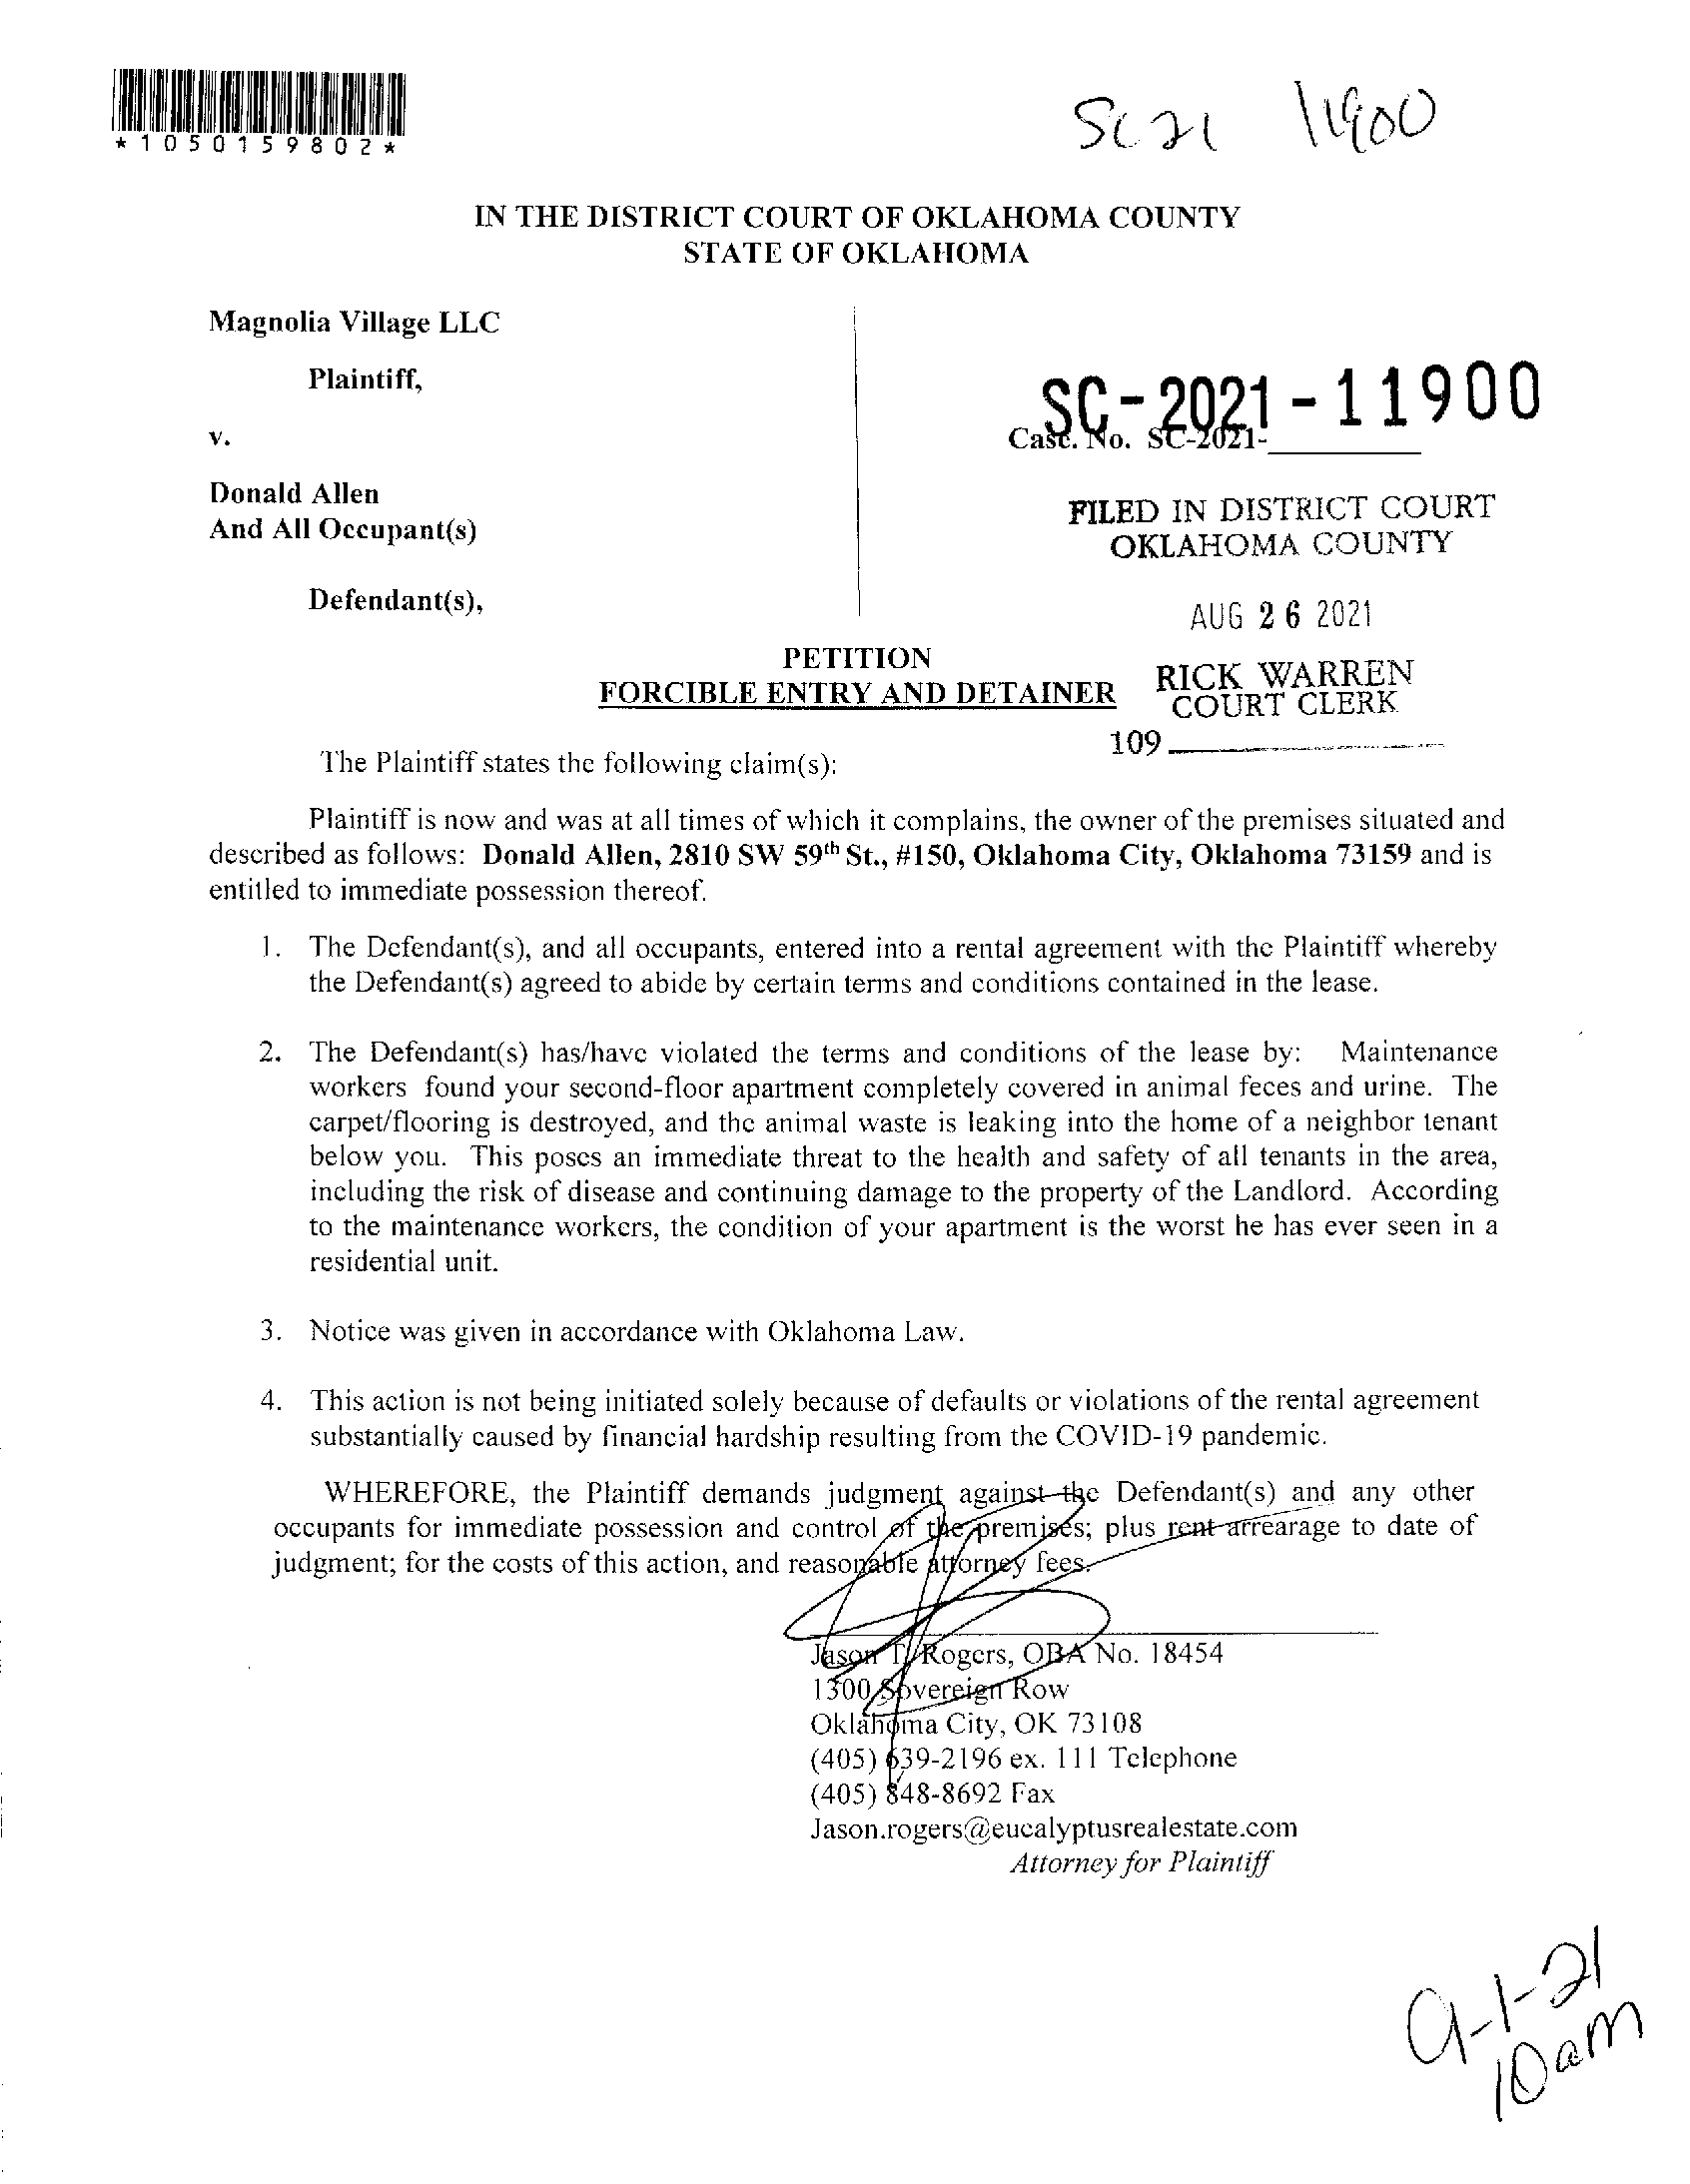 *1050159802*
SC21 11900
IN THE DISTRICT COURT OF OKLAHOMA COUNTY
STATE OF OKLAHOMA
Magnolia Village LLC
Plaintiff,
v.
Donald Allen
And All Occupant(s)
Defendant(s),
SC-2021-11900
Case. No. SC-2021-
FILED IN DISTRICT COURT
OKLAHOMA COUNTY
AUG 26 2021
RICK WARREN
COURT CLERK
109
PETITION
FORCIBLE ENTRY AND DETAINER
The Plaintiff states the following claim(s):
Plaintiff is now and was at all times of which it complains, the owner of the premises situated and
described as follows: Donald Allen, 2810 SW 59th St., #150, Oklahoma City, Oklahoma 73159 and is
entitled to immediate possession thereof.
1. The Defendant(s), and all occupants, entered into a rental agreement with the Plaintiff whereby
the Defendant(s) agreed to abide by certain terms and conditions contained in the lease.
2. The Defendant(s) has/have violated the terms and conditions of the lease by: Maintenance
workers found your second-floor apartment completely covered in animal feces and urine. The
carpet/flooring is destroyed, and the animal waste is leaking into the home of a neighbor tenant
below you. This poses an immediate threat to the health and safety of all tenants in the area,
including the risk of disease and continuing damage to the property of the Landlord. According
to the maintenance workers, the condition of your apartment is the worst he has ever seen in a
residential unit.
3. Notice was given in accordance with Oklahoma Law.
4. This action is not being initiated solely because of defaults or violations of the rental agreement
substantially caused by financial hardship resulting from the COVID-19 pandemic.
WHEREFORE, the Plaintiff demands judgment against the Defendant(s) and any other
occupants for immediate possession and control of the premises; plus rent arrearage to date of
judgment; for the costs of this action, and reasonable attorney fees.
Jason T. Rogers, OBA No. 18454
1300 Sovereign Row
Oklahoma City, OK 73108
(405) 639-2196 ex. 111 Telephone
(405) 848-8692 Fax
Jason.rogers@eucalyptusrealestate.com
Attorney for Plaintiff
9-1-21
10am